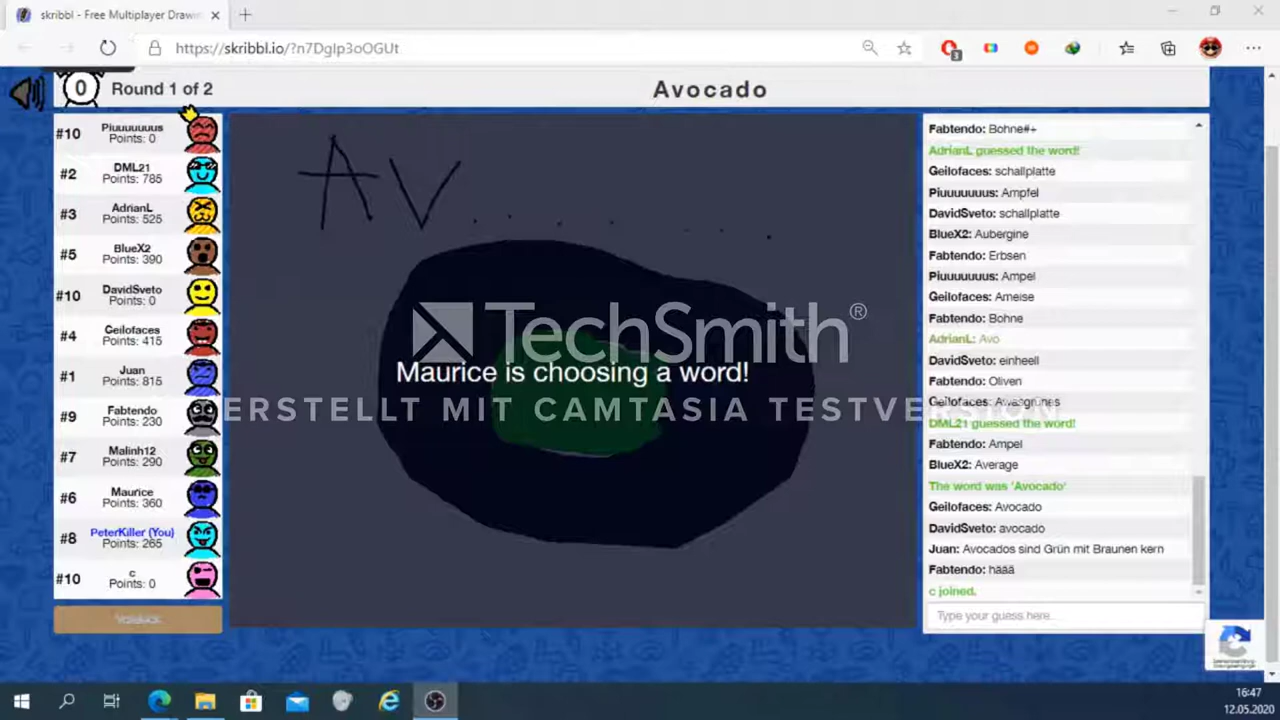 skribbl - Free Multiplayer Drawin
https://skribbl.io/?n7DgIp3oOGUt
3
0
Round 1 of 2
Avocado
#10 Piuuuuuuus
Points: 0
#2 DML21
Points: 785
#3 AdrianL
Points: 525
#5 BlueX2
Points: 390
#10 DavidSveto
Points: 0
#4 Geilofaces
Points: 415
#1 Juan
Points: 815
#9 Fabtendo
Points: 230
#7 Malinh12
Points: 290
#6 Maurice
Points: 360
#8 PeterKiller (You)
Points: 265
#10 c
Points: 0
AV......
TechSmith®
Maurice is choosing a word!
ERSTELLT MIT CAMTASIA TESTVERSION
Fabtendo: Bohne#+
AdrianL guessed the word!
Geilofaces: schallplatte
Piuuuuuuus: Ampfel
DavidSveto: schallplatte
BlueX2: Aubergine
Fabtendo: Erbsen
Piuuuuuuus: Ampel
Geilofaces: Ameise
Fabtendo: Bohne
AdrianL: Avo
DavidSveto: einheell
Fabtendo: Oliven
Geilofaces: Awasgrünes
DML21 guessed the word!
Fabtendo: Ampel
BlueX2: Average
The word was 'Avocado'
Geilofaces: Avocado
DavidSveto: avocado
Juan: Avocados sind Grün mit Braunen kern
Fabtendo: häää
c joined.
Type your guess here...
16:47
12.05.2020